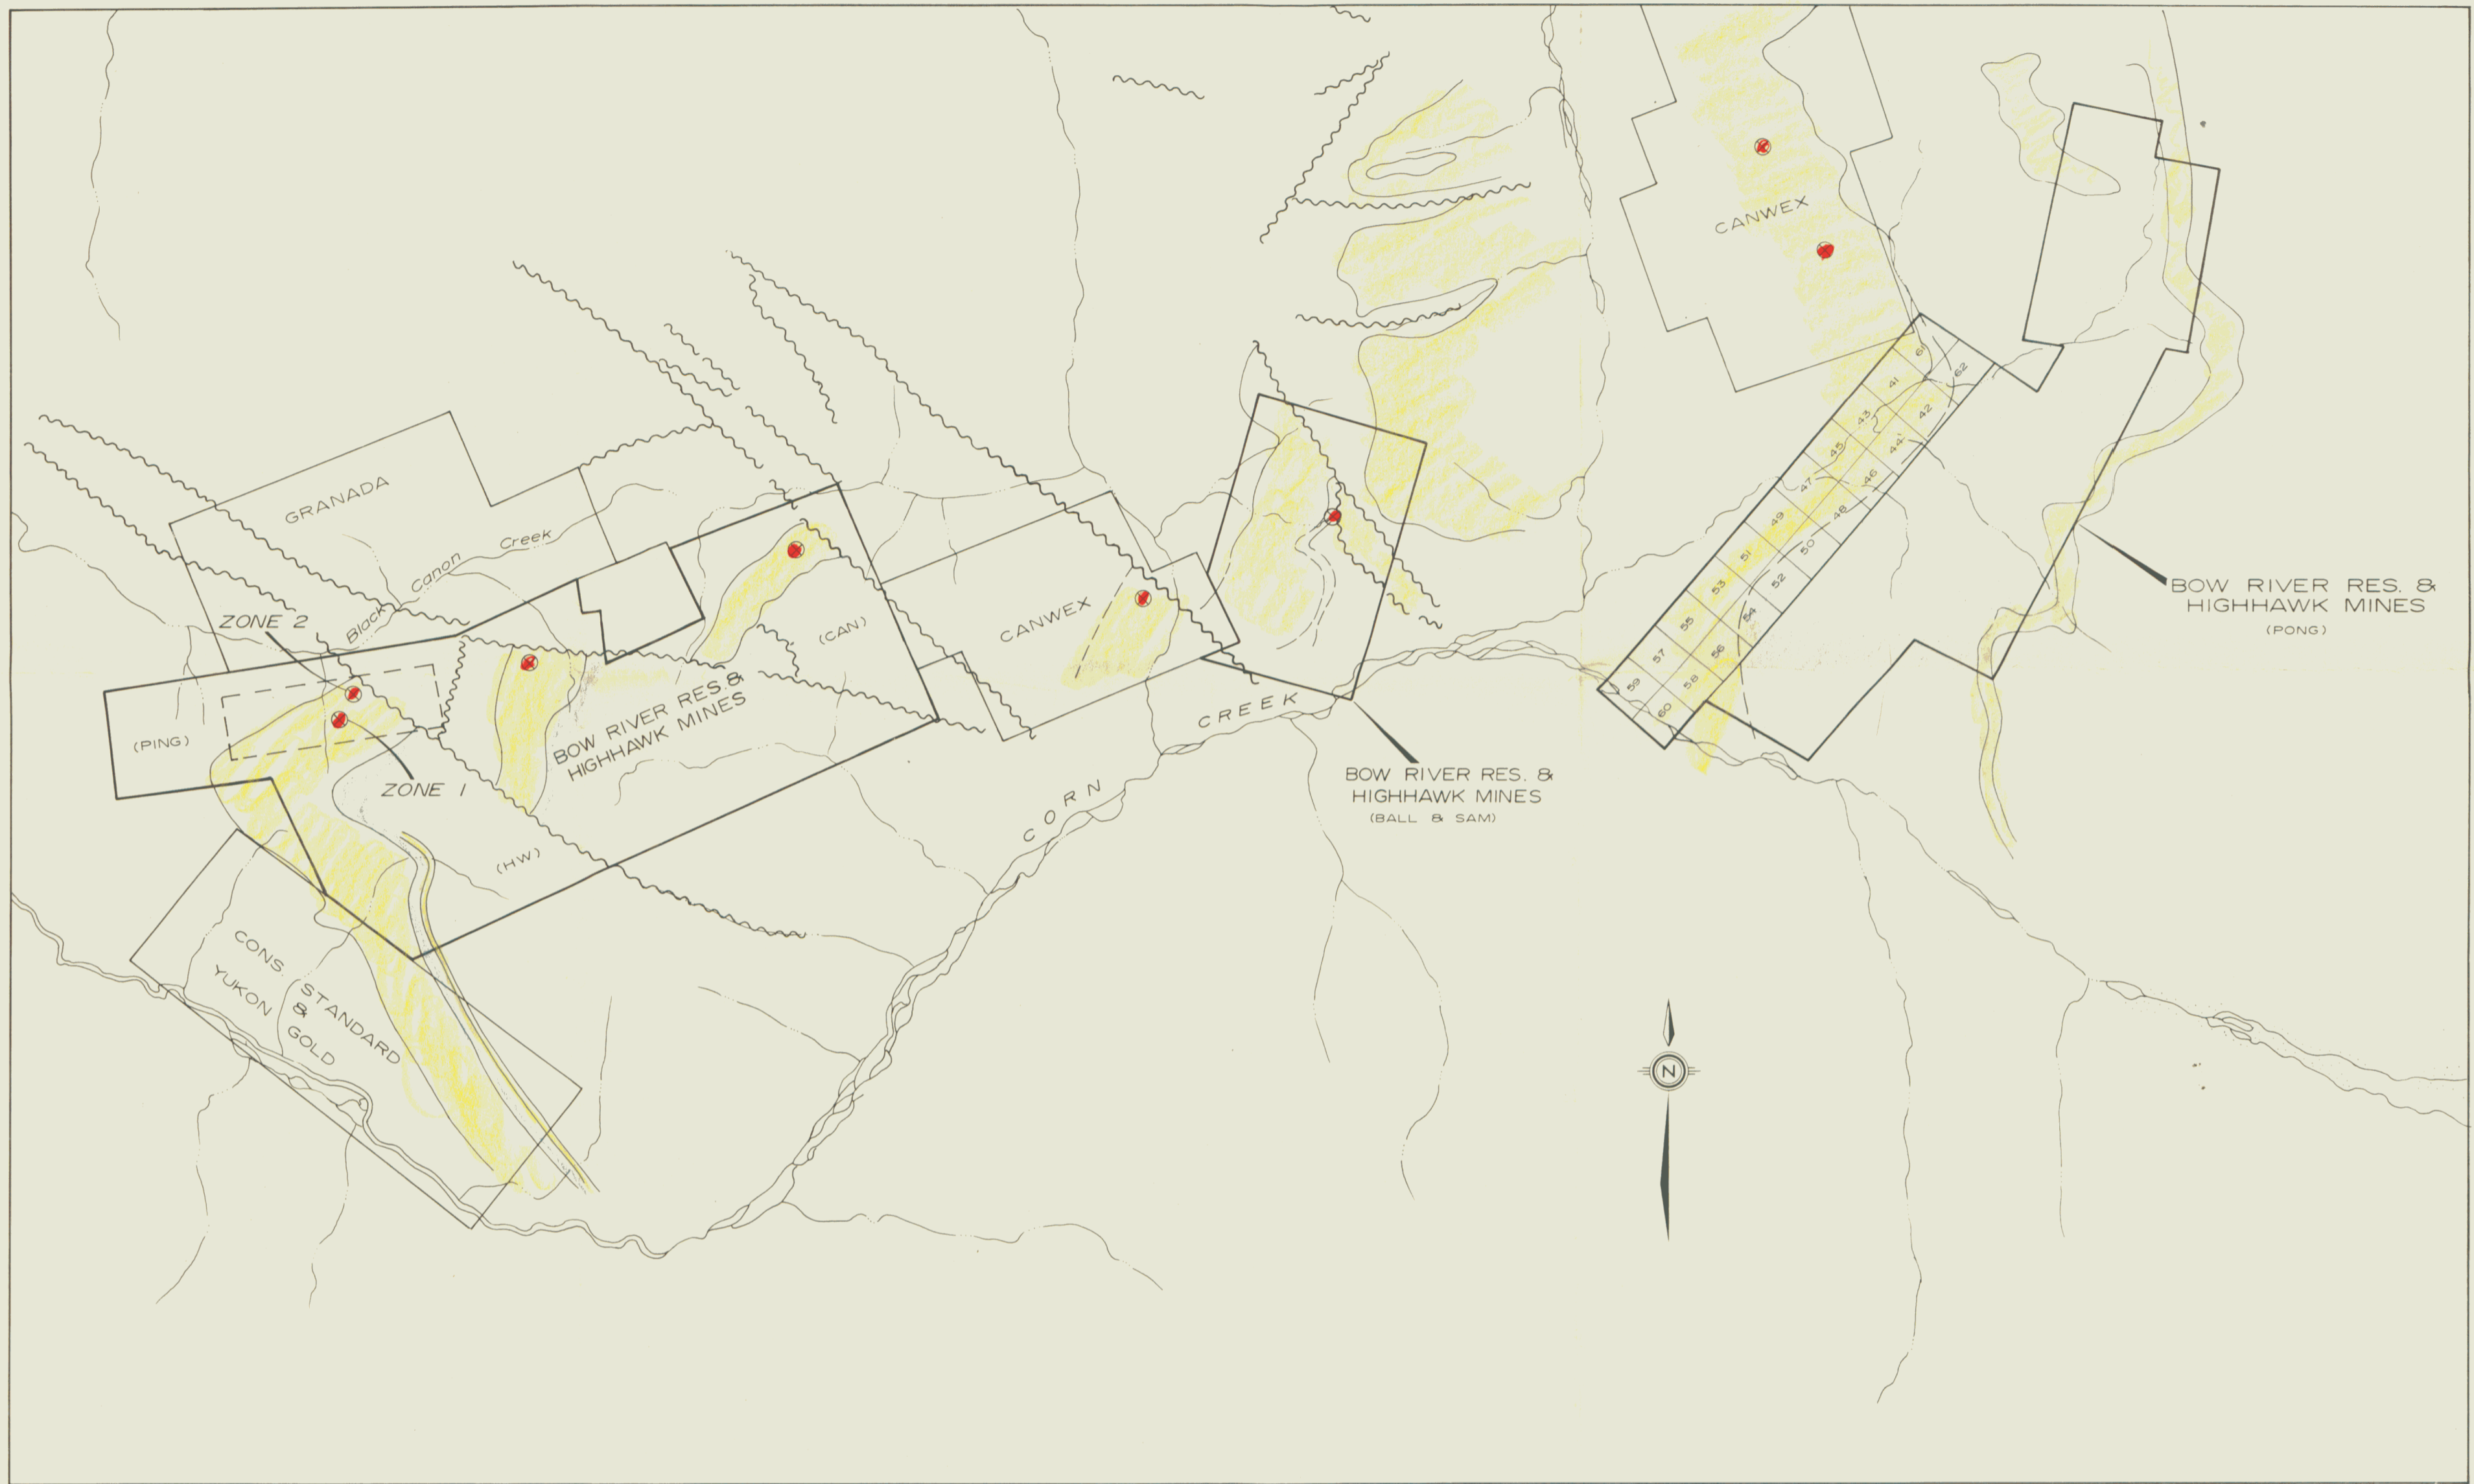 CANWEX
GRANADA
Black Canon Creek
ZONE 2
(PING)
ZONE 1
BOW RIVER RES. &
HIGHHAWK MINES
(CAN)
(HW)
CANWEX
CORN CREEK
BOW RIVER RES. &
HIGHHAWK MINES
(BALL & SAM)
61
62
41
42
43
44
45
46
47
48
49
50
51
52
53
54
55
56
57
58
59
60
BOW RIVER RES. &
HIGHHAWK MINES
(PONG)
CONS. STANDARD
&
YUKON GOLD
N